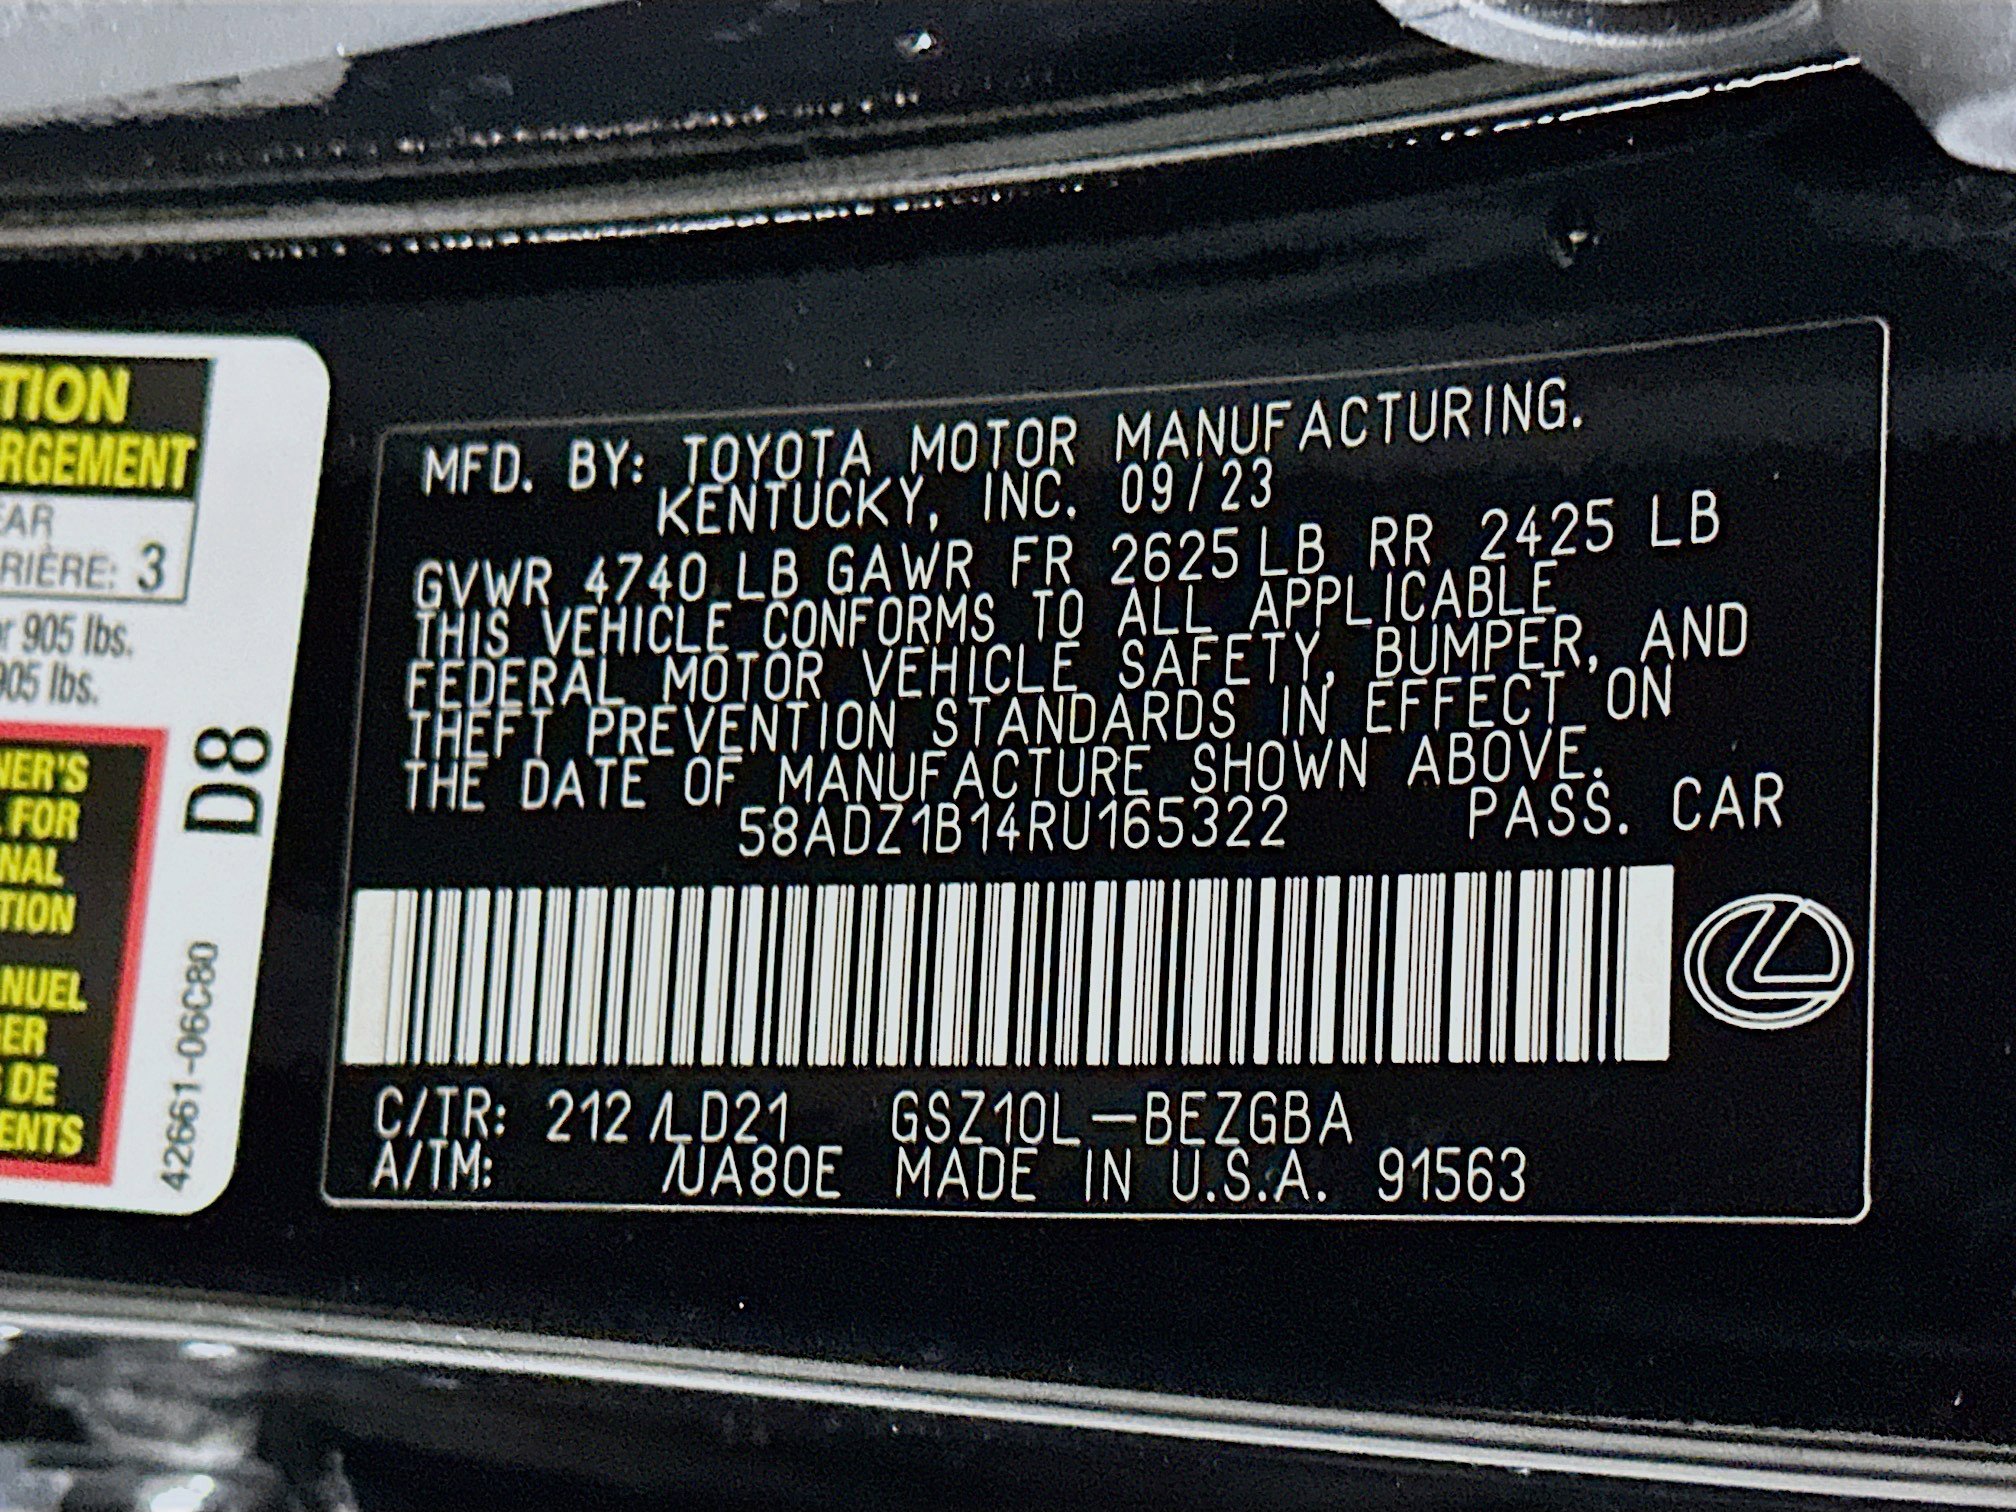 TION
RGEMENT
EAR
RIÈRE: 3
r 905 lbs.
905 lbs.
NER'S
FOR
NAL
TION
NUEL
ER
DE
ENTS
D8
42661-06C80
MFD. BY: TOYOTA MOTOR MANUFACTURING.
KENTUCKY, INC. 09/23
GVWR 4740 LB GAWR FR 2625 LB RR 2425 LB
THIS VEHICLE CONFORMS TO ALL APPLICABLE
FEDERAL MOTOR VEHICLE SAFETY, BUMPER, AND
THEFT PREVENTION STANDARDS IN EFFECT ON
THE DATE OF MANUFACTURE SHOWN ABOVE.
58ADZ1B14RU165322 PASS. CAR
C/TR: 212 /LD21 GSZ10L-BEZGBA
A/TM: /UA80E MADE IN U.S.A. 91563